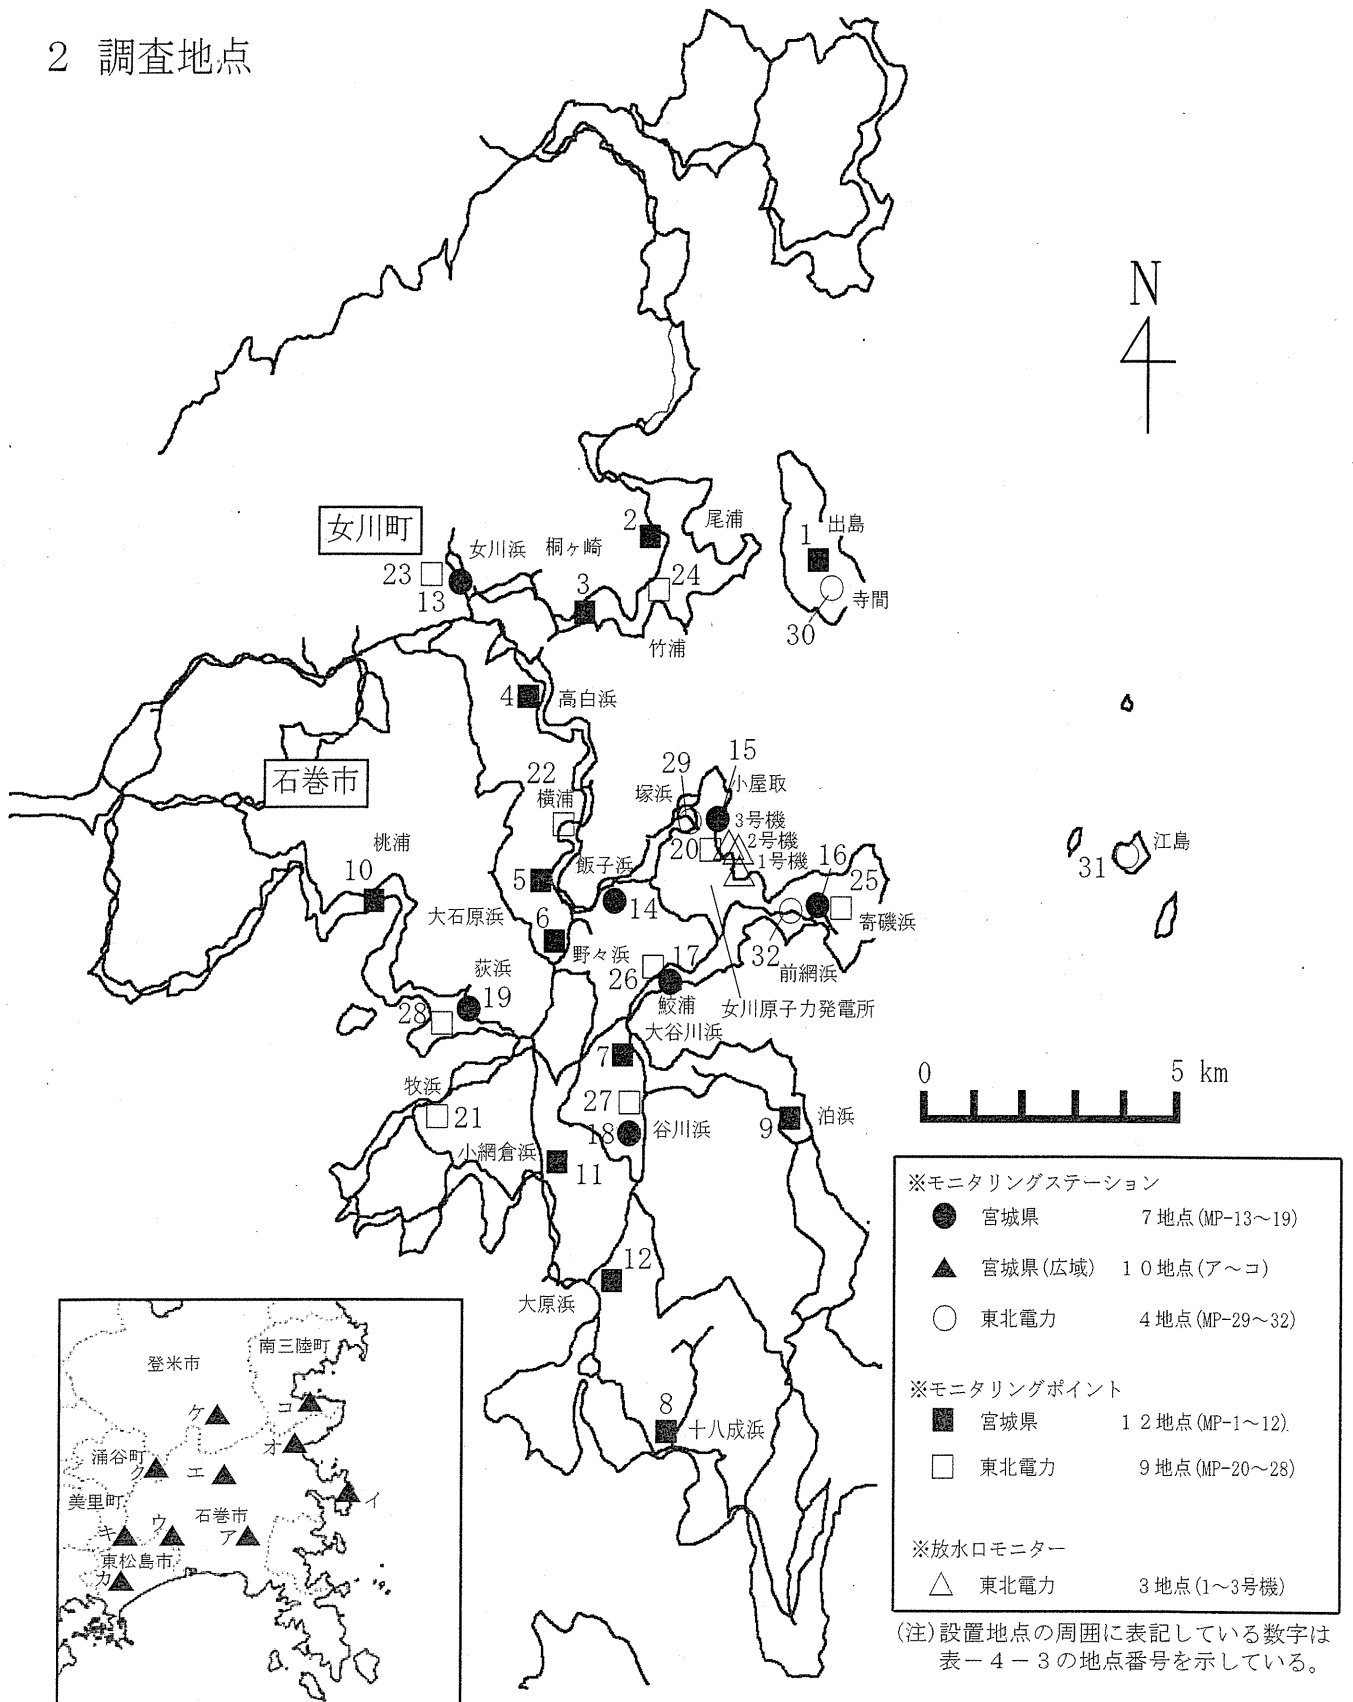 2 調査地点
N
女川町
女川浜
桐ヶ崎
尾浦
出島
寺間
竹浦
高白浜
石巻市
横浦
塚浜
小屋取
3号機
2号機
1号機
江島
桃浦
飯子浜
大石原浜
野々浜
寄磯浜
前網浜
荻浜
鮫浦
女川原子力発電所
大谷川浜
牧浜
谷川浜
泊浜
小網倉浜
大原浜
十八成浜
1
2
3
4
5
6
7
8
9
10
11
12
13
14
15
16
17
18
19
20
21
22
23
24
25
26
27
28
29
30
31
32
0 5 km
※モニタリングステーション
宮城県 7地点(MP-13～19)
宮城県(広域) 10地点(ア～コ)
東北電力 4地点(MP-29～32)
※モニタリングポイント
宮城県 12地点(MP-1～12)
東北電力 9地点(MP-20～28)
※放水口モニター
東北電力 3地点(1～3号機)
(注)設置地点の周囲に表記している数字は
表－4－3の地点番号を示している。
南三陸町
登米市
コ
ケ
オ
涌谷町
ク
エ
イ
美里町
石巻市
キ
ウ
ア
東松島市
カ